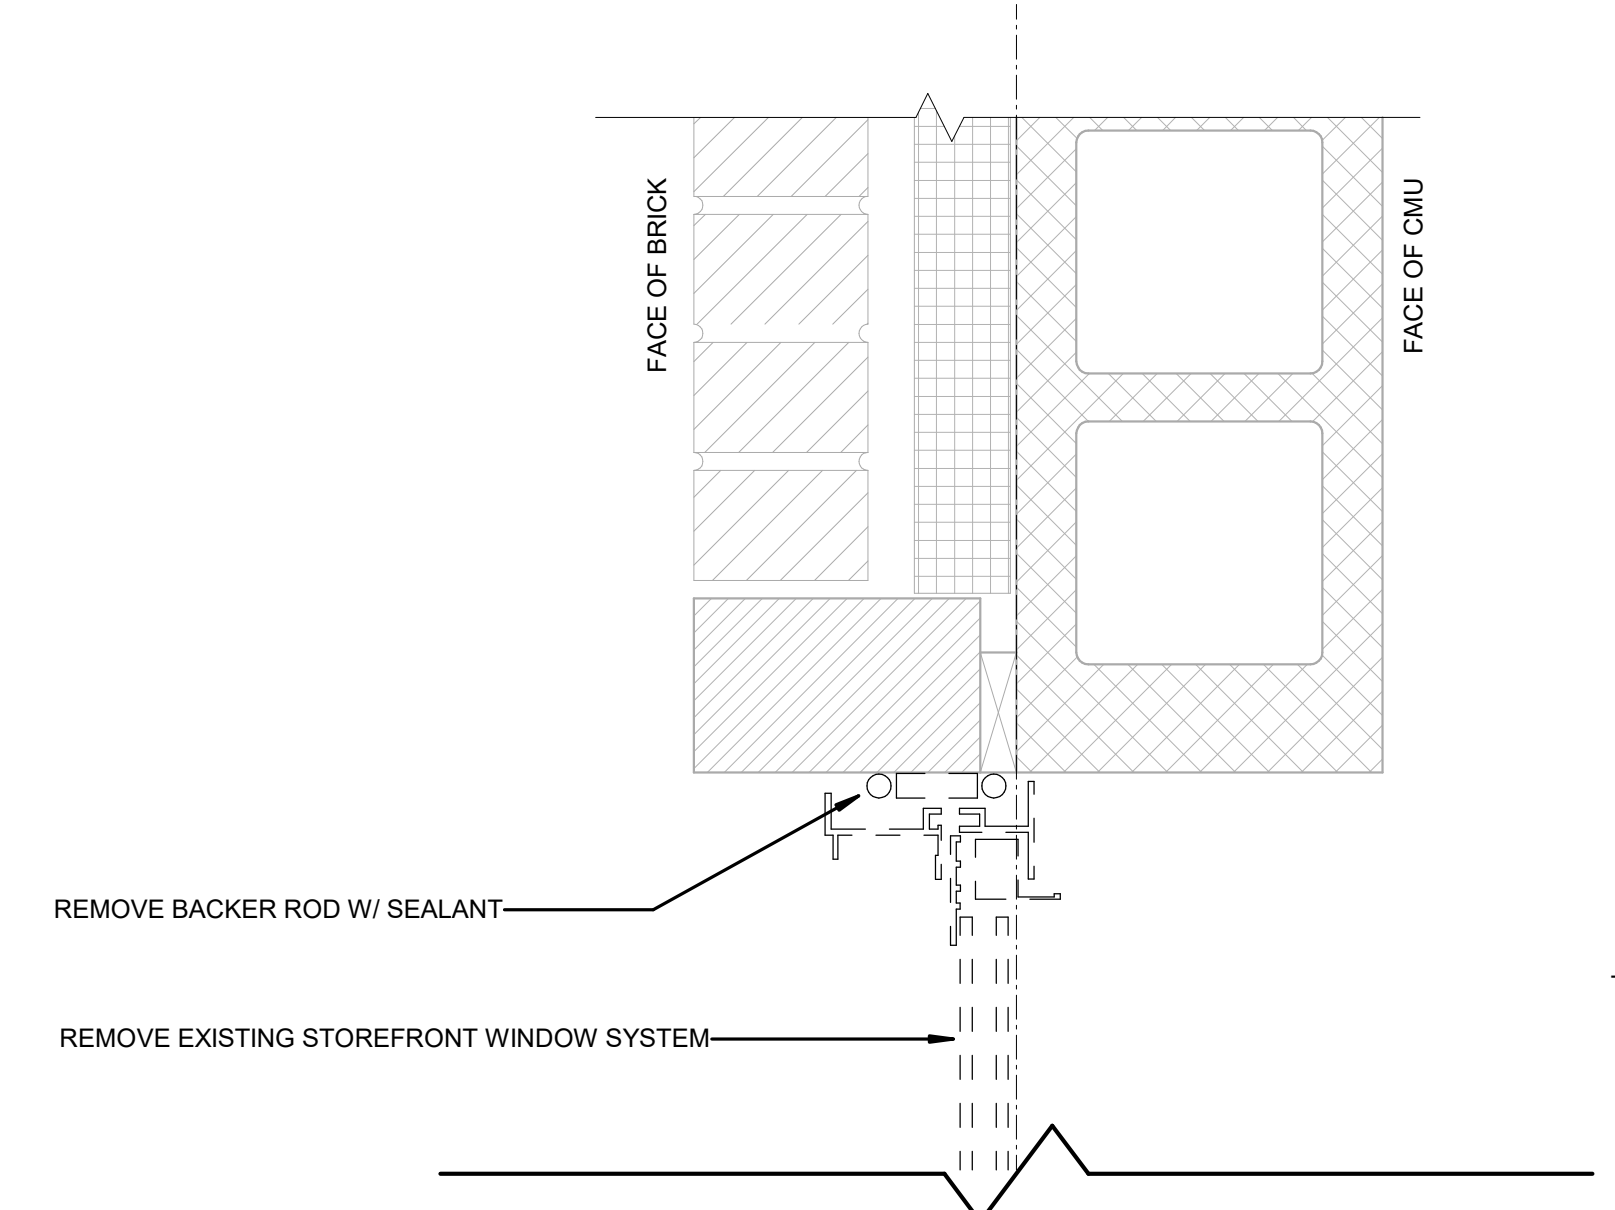 FACE OF BRICK
FACE OF CMU
REMOVE BACKER ROD W/ SEALANT
REMOVE EXISTING STOREFRONT WINDOW SYSTEM